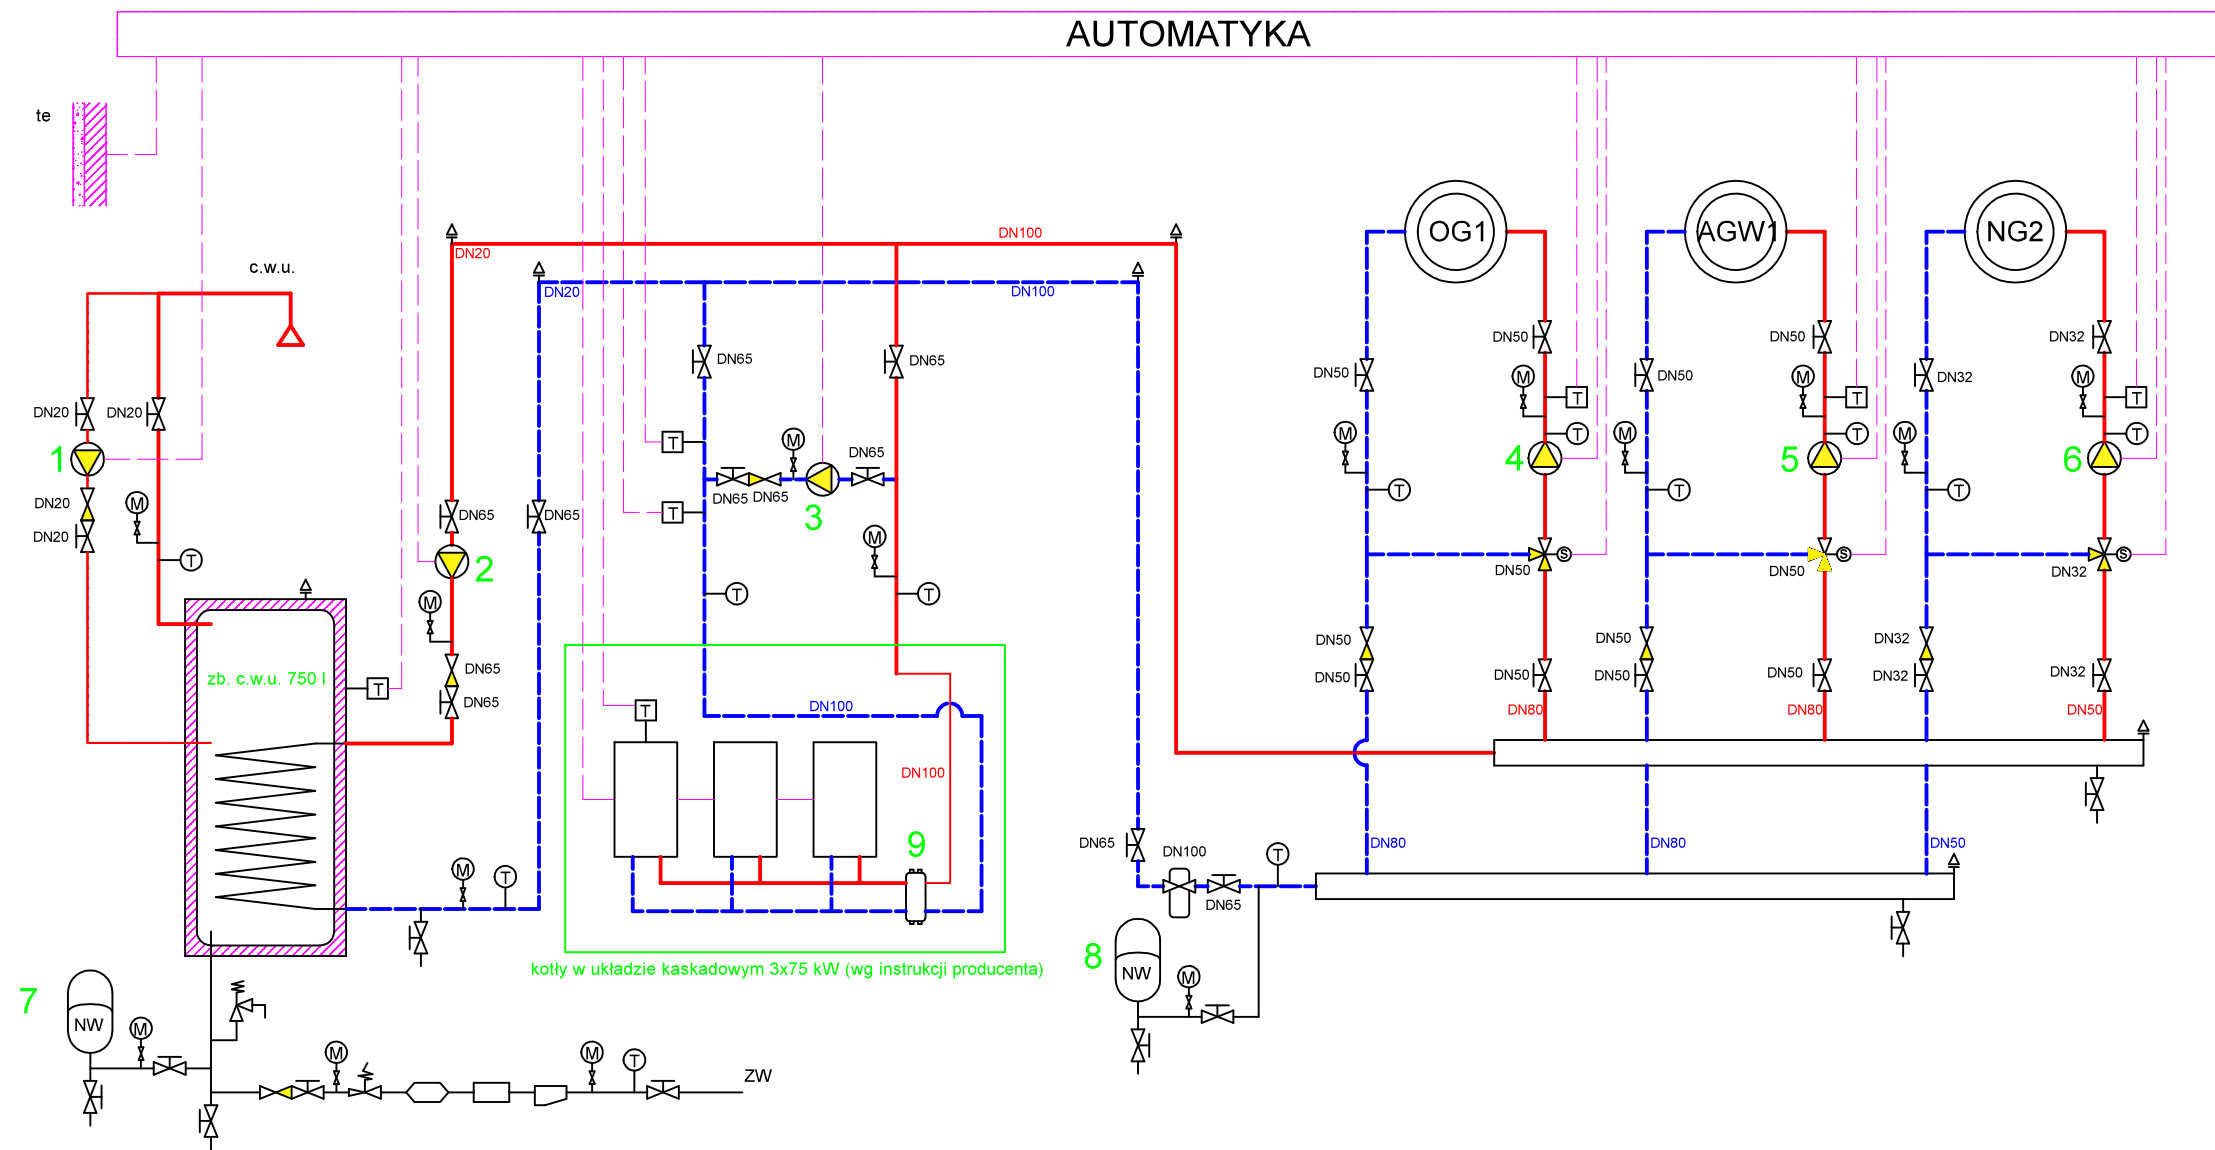 AUTOMATYKA
te
c.w.u.
DN20
DN100
DN20
DN100
OG1
AGW1
NG2
DN50
DN50
DN32
DN65
DN65
DN50
DN50
DN32
DN20
DN20
M
M
M
T
T
T
M
M
M
T
T
T
T
M
DN65
1
4
5
6
DN65
DN65
T
T
T
DN20
M
T
3
DN65
DN65
DN20
T
M
2
S
S
S
DN50
DN50
DN32
M
T
T
DN50
DN50
DN32
zb. c.w.u. 750 l
T
DN65
DN65
DN50
DN50
DN50
DN50
DN32
DN32
T
DN100
DN80
DN80
DN50
DN100
9
DN65
DN100
T
DN80
DN80
DN50
M
T
DN65
kotły w układzie kaskadowym 3x75 kW (wg instrukcji producenta)
8
NW
M
7
NW
M
M
M
T
ZW